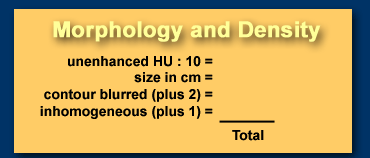 Morphology and Density
unenhanced HU : 10 =
size in cm =
contour blurred (plus 2) =
inhomogeneous (plus 1) =
Total